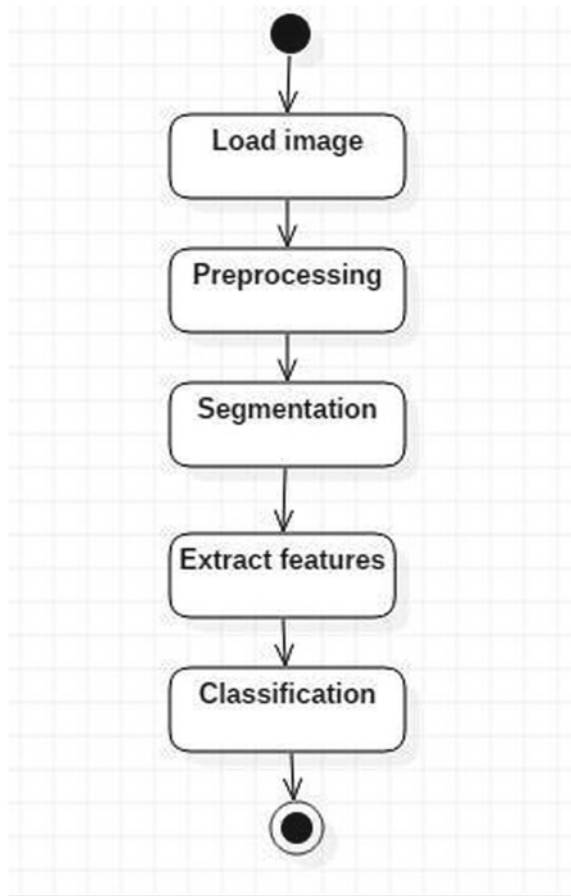 Load image
Preprocessing
Segmentation
Extract features
Classification